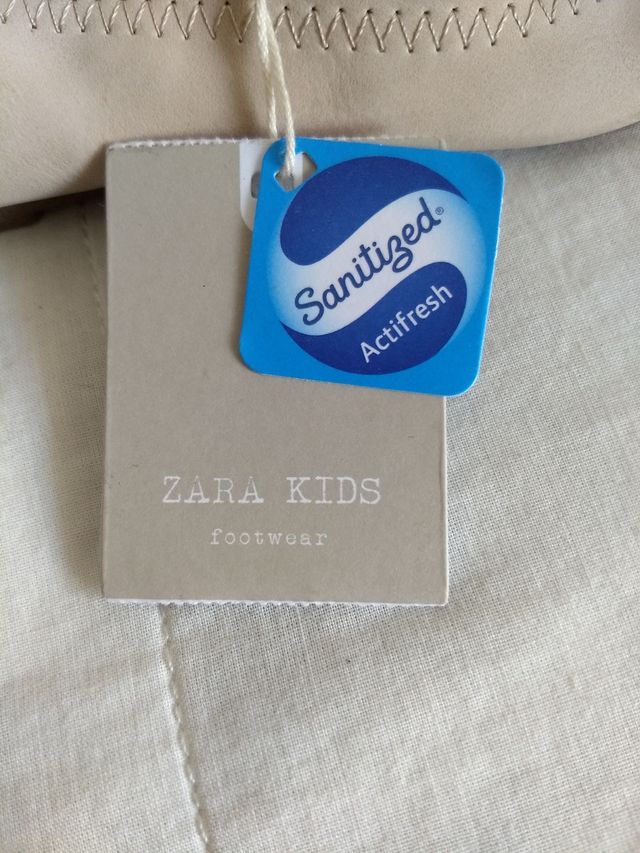 Sanitized®
Actifresh
ZARA KIDS
footwear